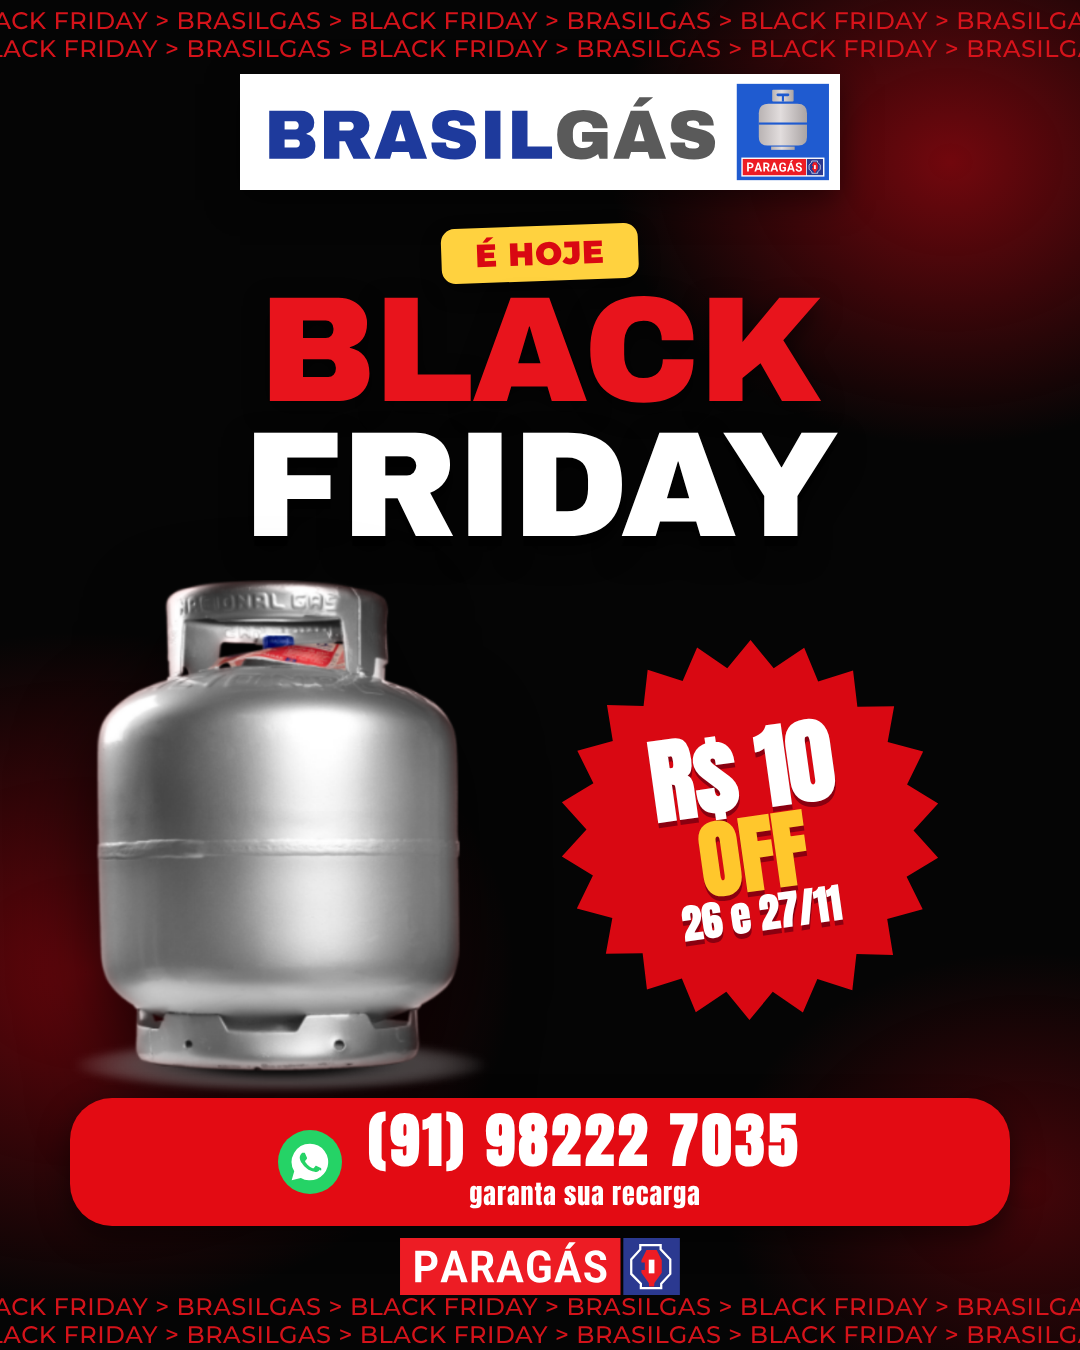 ACK FRIDAY > BRASILGAS > BLACK FRIDAY > BRASILGAS > BLACK FRIDAY > BRASILGA
LACK FRIDAY > BRASILGAS > BLACK FRIDAY > BRASILGAS > BLACK FRIDAY > BRASILG
BRASILGÁS
PARAGÁS
É HOJE
BLACK
FRIDAY
NACIONAL GAS
R$ 10
OFF
26 e 27/11
(91) 98222 7035
garanta sua recarga
PARAGÁS
ACK FRIDAY > BRASILGAS > BLACK FRIDAY > BRASILGAS > BLACK FRIDAY > BRASILGA
LACK FRIDAY > BRASILGAS > BLACK FRIDAY > BRASILGAS > BLACK FRIDAY > BRASILG